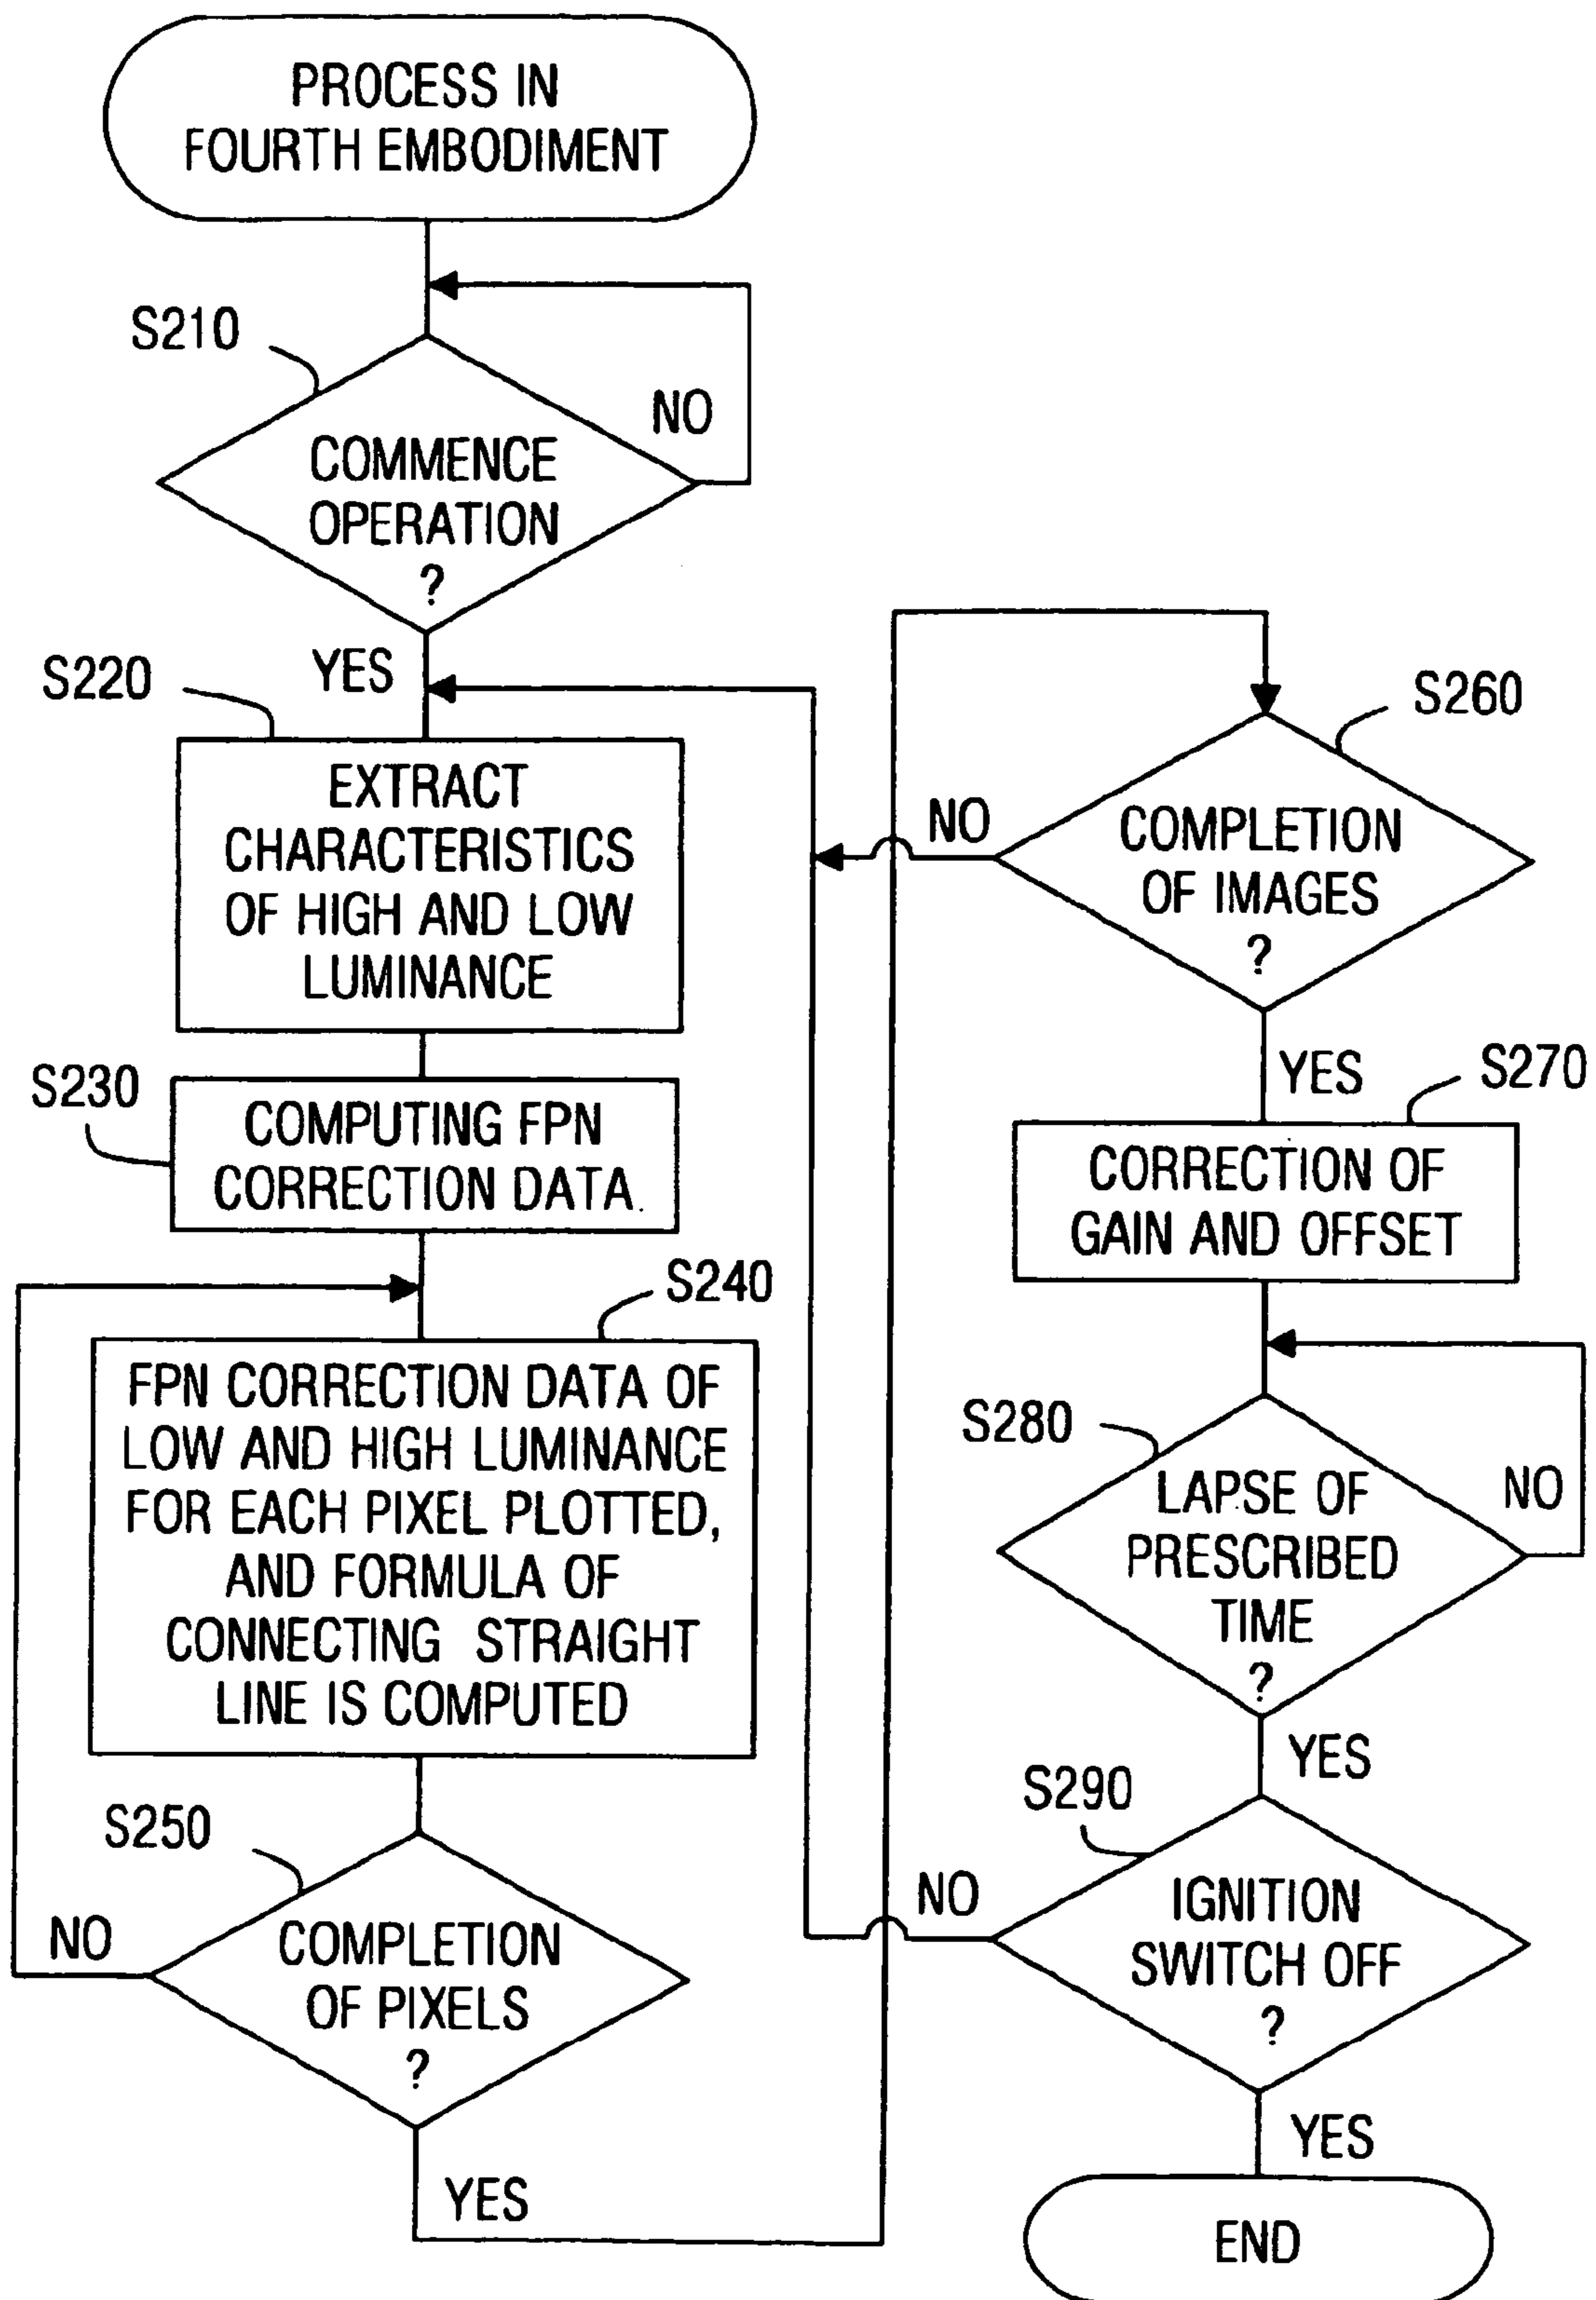 PROCESS IN
FOURTH EMBODIMENT
S210
NO
COMMENCE
OPERATION
?
YES
S220
EXTRACT
CHARACTERISTICS
OF HIGH AND LOW
LUMINANCE
S230
COMPUTING FPN
CORRECTION DATA.
S240
FPN CORRECTION DATA OF
LOW AND HIGH LUMINANCE
FOR EACH PIXEL PLOTTED,
AND FORMULA OF
CONNECTING STRAIGHT
LINE IS COMPUTED
S250
NO
COMPLETION
OF PIXELS
?
YES
S260
NO
COMPLETION
OF IMAGES
?
YES
S270
CORRECTION OF
GAIN AND OFFSET
S280
NO
LAPSE OF
PRESCRIBED
TIME
?
YES
S290
NO
IGNITION
SWITCH OFF
?
YES
END